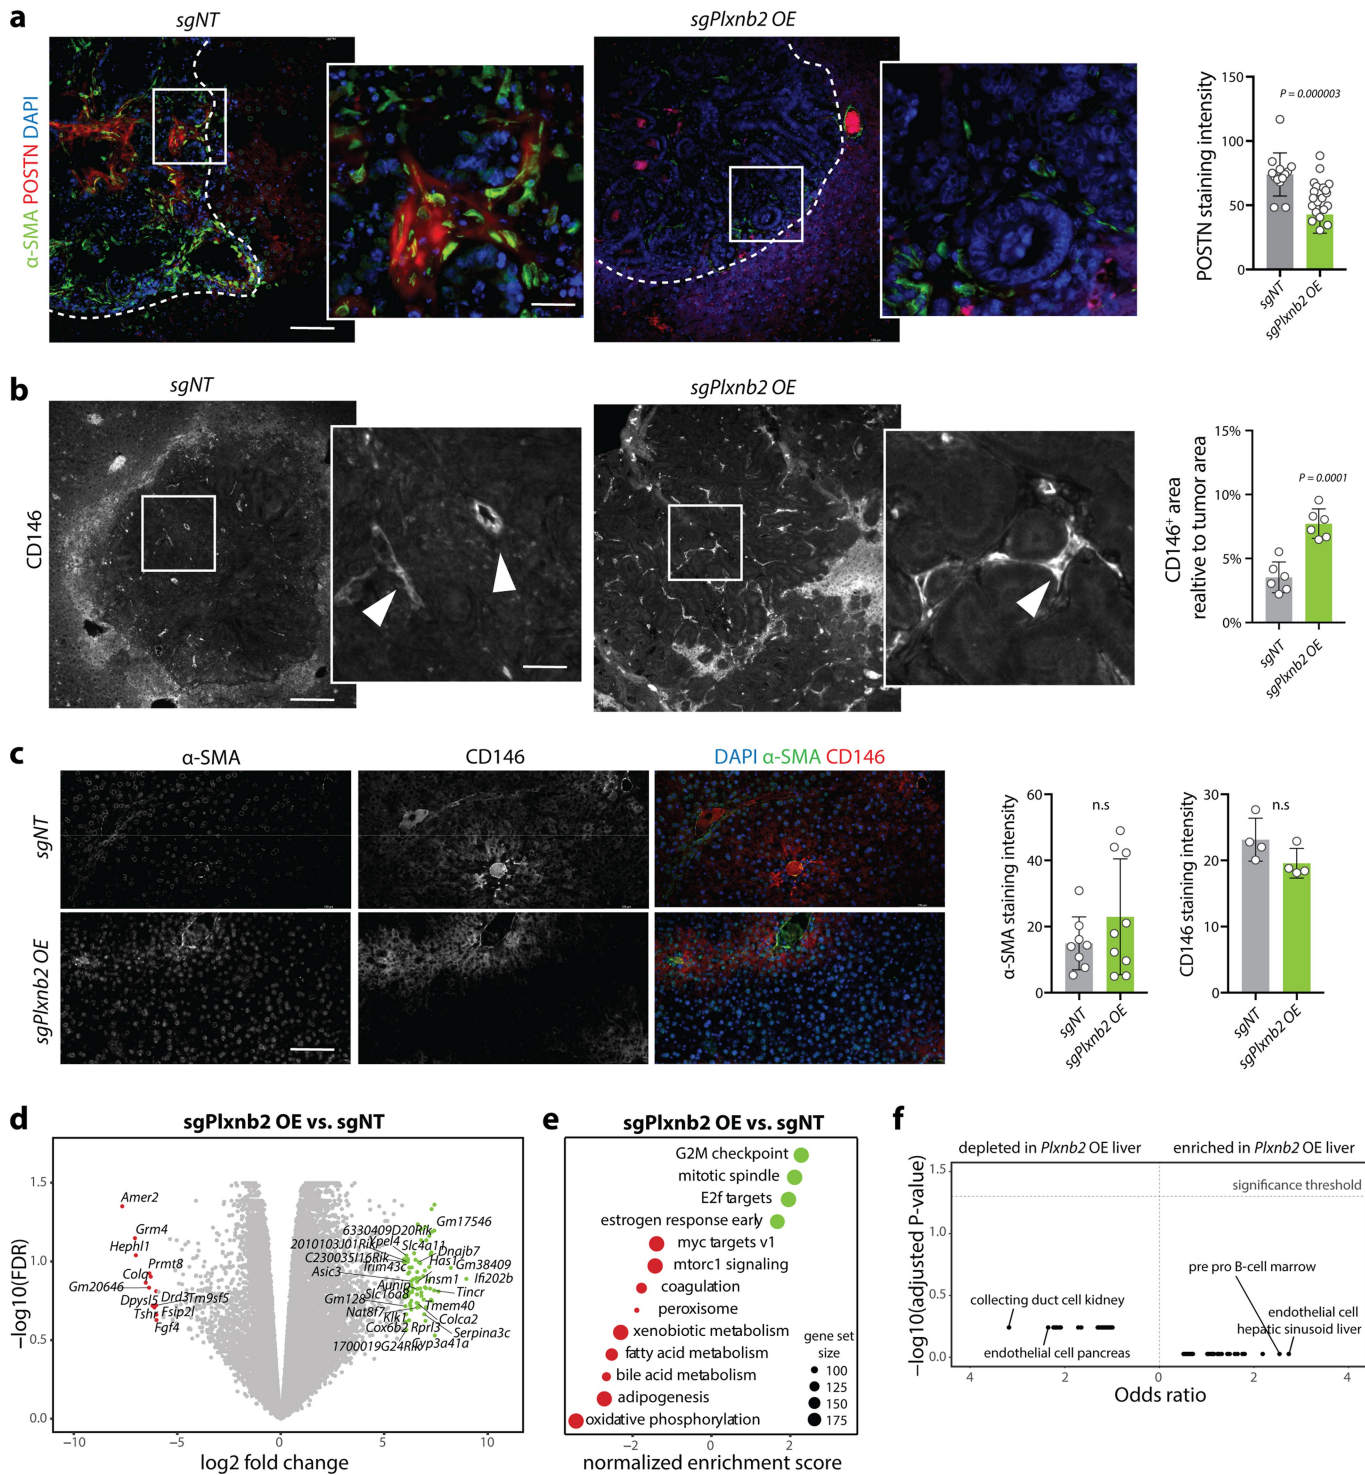 a
sgNT
sgPlxnb2 OE
α-SMA POSTN DAPI
POSTN staining intensity
150
100
50
0
P = 0.000003
sgNT
sgPlxnb2 OE
b
sgNT
sgPlxnb2 OE
CD146
CD146+ area
realtive to tumor area
15%
10%
5%
0%
P = 0.0001
sgNT
sgPlxnb2 OE
c
α-SMA
CD146
DAPI α-SMA CD146
sgNT
sgPlxnb2 OE
α-SMA staining intensity
60
40
20
0
n.s
sgNT
sgPlxnb2 OE
CD146 staining intensity
30
20
10
0
n.s
sgNT
sgPlxnb2 OE
d
sgPlxnb2 OE vs. sgNT
−log10(FDR)
1.5
1.0
0.5
0.0
Amer2
Grm4
Hephl1
Prmt8
Colq
Gm20646
Drd3
Tm9sf5
Dpysl5
Tshr
Fsip2l
Fgf4
Gm17546
6330409D20Rik
Ypel4
Slc4a11
2010103J01Rik
Dnajb7
C230035I16Rik
Has1
Gm38409
Trim43c
Asic3
Insm1
Ifi202b
Aunip
Slc16a8
Tincr
Gm128
Tmem40
Nat8f7
Klk1
Colca2
Cox6b2
Rprl3
Serpina3c
1700019G24Rik
Cyp3a41a
−10
−5
0
5
10
log2 fold change
e
sgPlxnb2 OE vs. sgNT
G2M checkpoint
mitotic spindle
E2f targets
estrogen response early
myc targets v1
mtorc1 signaling
coagulation
peroxisome
xenobiotic metabolism
fatty acid metabolism
bile acid metabolism
adipogenesis
oxidative phosphorylation
gene set
size
100
125
150
175
−2
0
2
normalized enrichment score
f
depleted in Plxnb2 OE liver
enriched in Plxnb2 OE liver
−log10(adjusted P-value)
1.5
1.0
0.5
0.0
significance threshold
collecting duct cell kidney
endothelial cell pancreas
pre pro B-cell marrow
endothelial cell
hepatic sinusoid liver
4
2
0
2
4
Odds ratio